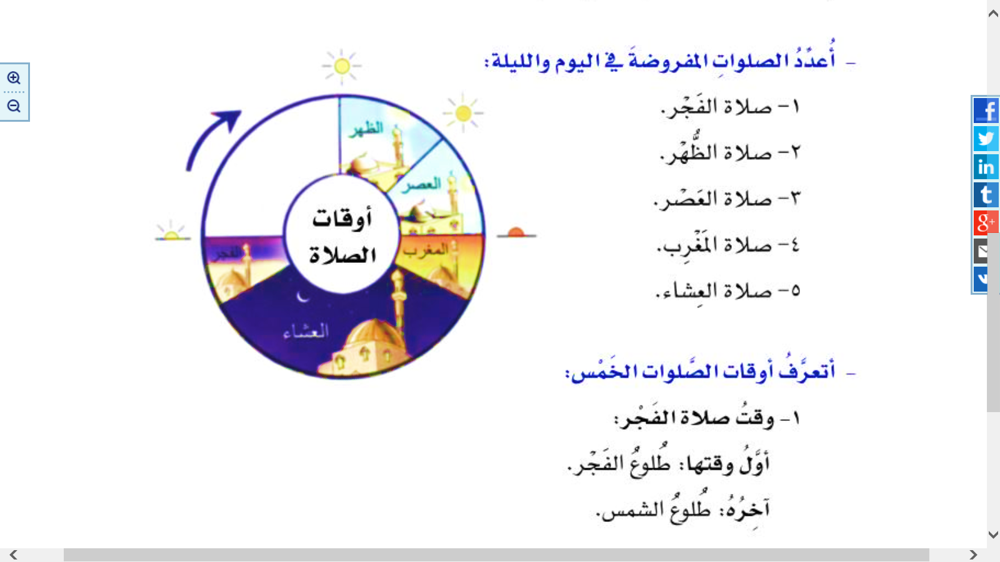 - أُعدِّدُ الصلواتِ المفروضةَ في اليوم والليلة:
١- صلاة الفَجْر.
٢- صلاة الظُّهْر.
٣- صلاة العَصْر.
٤- صلاة المَغْرِب.
٥- صلاة العِشاء.
الظهر
العصر
المغرب
العشاء
الفجر
أوقات
الصلاة
- أتعرَّفُ أوقات الصَّلوات الخَمْس:
١- وقتُ صلاة الفَجْر:
أوَّلُ وقتها: طُلوعُ الفَجْر.
آخِرُهُ: طُلوعُ الشمس.
f
in
t
g+